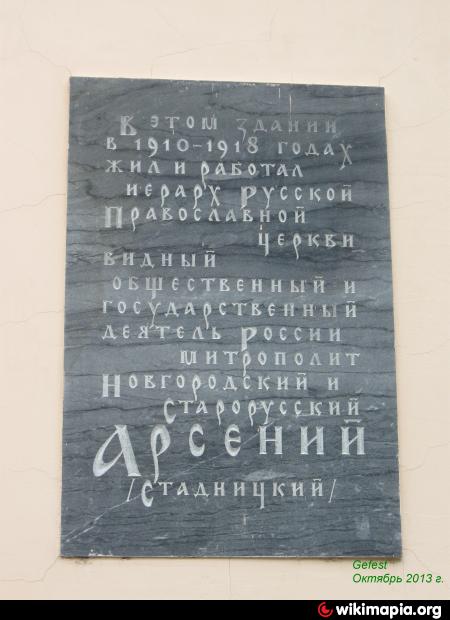 В этом здании
в 1910-1918 годах
жил и работал
иерарх Русской
Православной
церкви
видный
общественный и
государственный
деятель России
митрополит
Новгородский и
Старорусский
Арсений
/Стадницкий/
Gefest
Октябрь 2013 г.
wikimapia.org